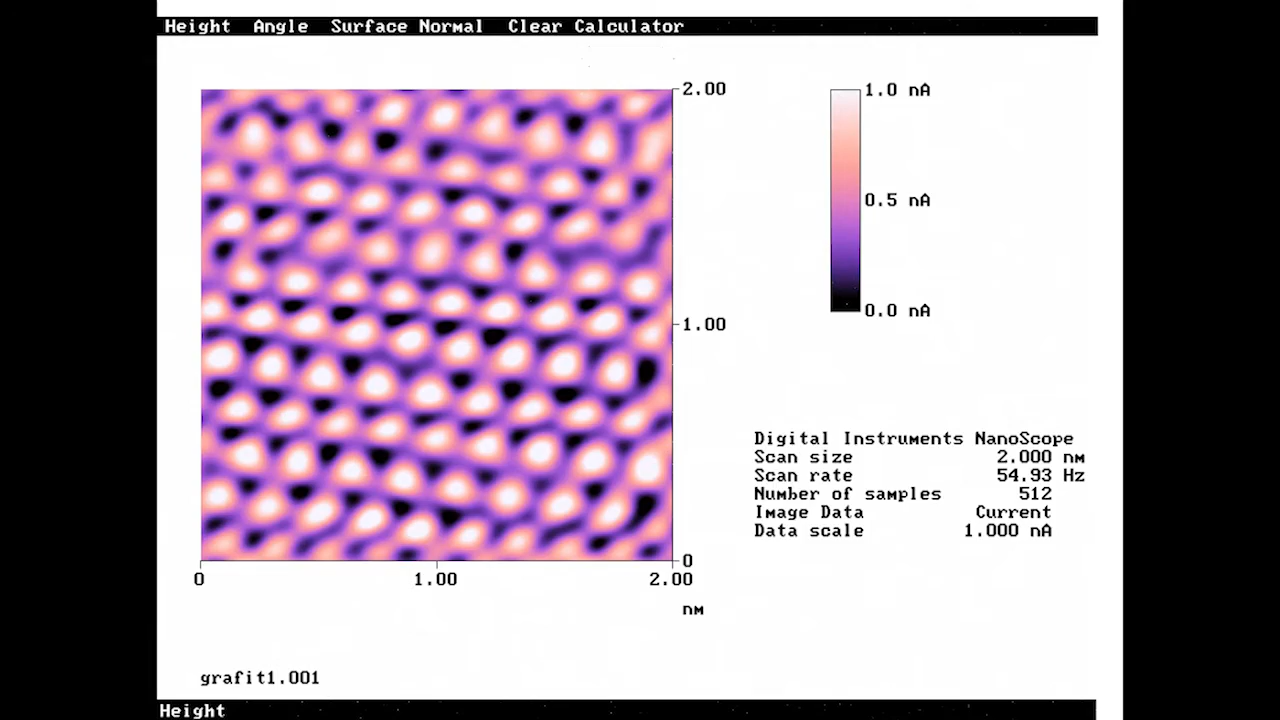 Height Angle Surface Normal Clear Calculator
2.00
1.00
0
0 1.00 2.00
nM
1.0 nA
0.5 nA
0.0 nA
Digital Instruments NanoScope
Scan size 2.000 nM
Scan rate 54.93 Hz
Number of samples 512
Image Data Current
Data scale 1.000 nA
grafit1.001
Height